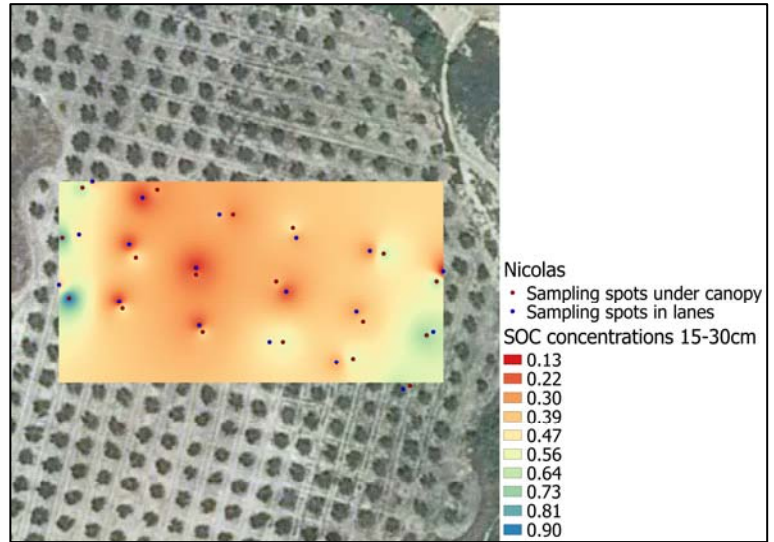 Nicolas
Sampling spots under canopy
Sampling spots in lanes
SOC concentrations 15-30cm
0.13
0.22
0.30
0.39
0.47
0.56
0.64
0.73
0.81
0.90